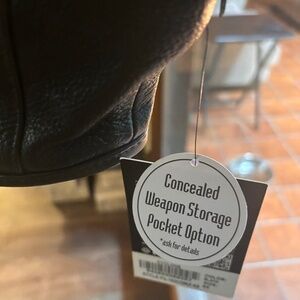 Concealed
Weapon Storage
Pocket Option
*ask for details